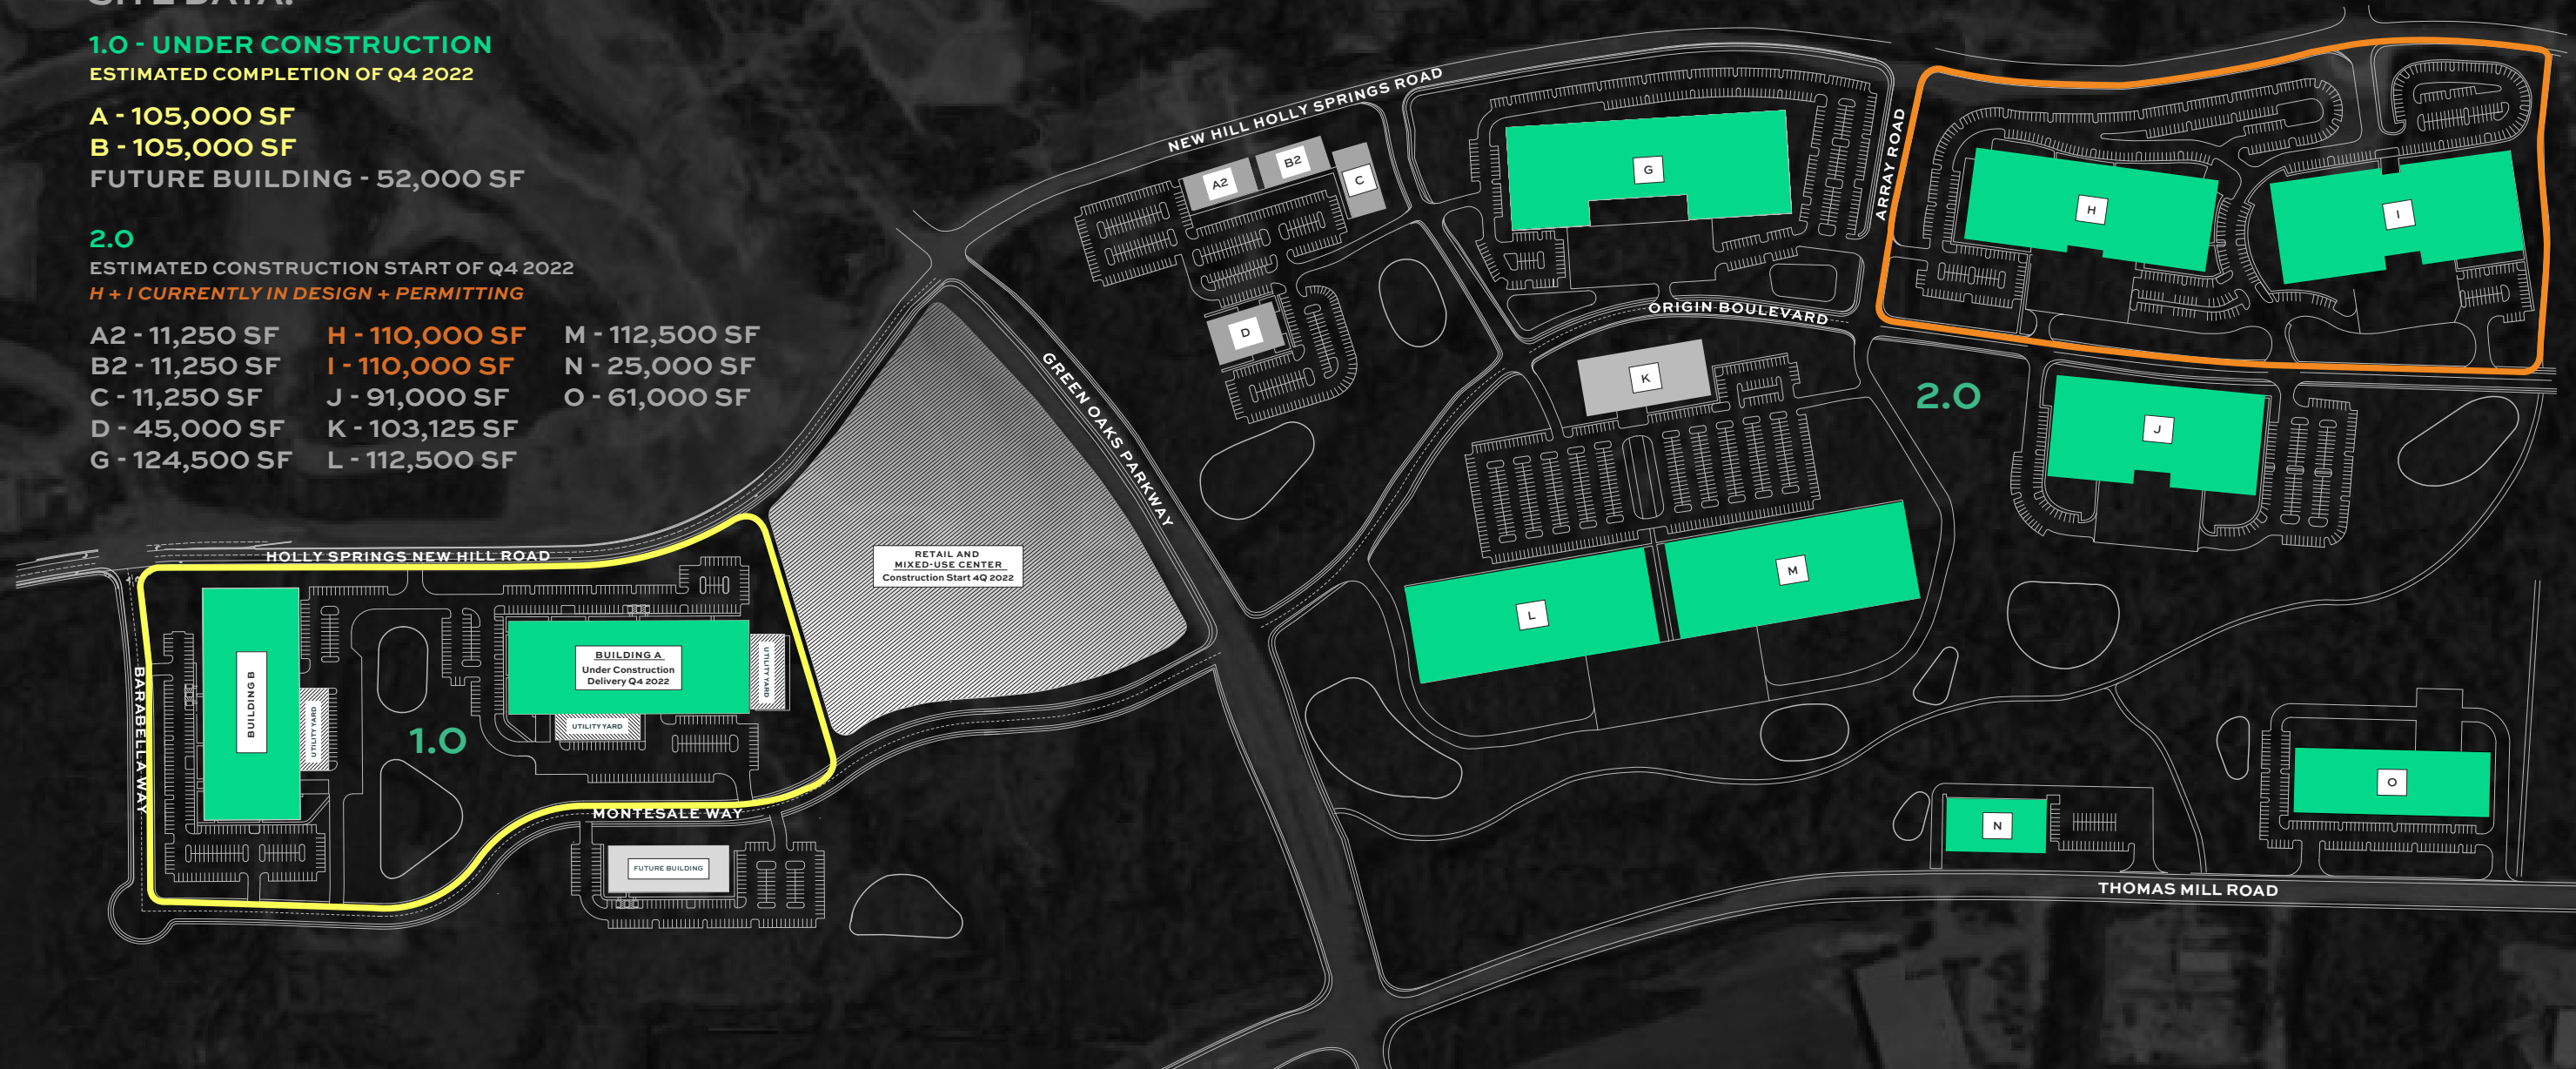 SITE DATA:
1.0 - UNDER CONSTRUCTION
ESTIMATED COMPLETION OF Q4 2022
A - 105,000 SF
B - 105,000 SF
FUTURE BUILDING - 52,000 SF
2.0
ESTIMATED CONSTRUCTION START OF Q4 2022
H + I CURRENTLY IN DESIGN + PERMITTING
A2 - 11,250 SF
B2 - 11,250 SF
C - 11,250 SF
D - 45,000 SF
G - 124,500 SF
H - 110,000 SF
I - 110,000 SF
J - 91,000 SF
K - 103,125 SF
L - 112,500 SF
M - 112,500 SF
N - 25,000 SF
O - 61,000 SF
NEW HILL HOLLY SPRINGS ROAD
A2
B2
C
D
G
ARRAY ROAD
H
I
ORIGIN BOULEVARD
K
2.0
J
GREEN OAKS PARKWAY
L
M
RETAIL AND
MIXED-USE CENTER
Construction Start 4Q 2022
HOLLY SPRINGS NEW HILL ROAD
BARABELLA WAY
BUILDING B
UTILITY YARD
1.0
BUILDING A
Under Construction
Delivery Q4 2022
UTILITY YARD
UTILITY YARD
MONTESALE WAY
FUTURE BUILDING
N
O
THOMAS MILL ROAD